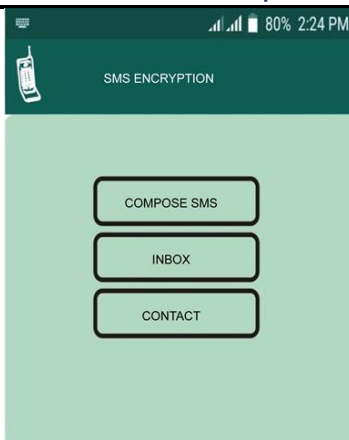 80% 2:24 PM
SMS ENCRYPTION
COMPOSE SMS
INBOX
CONTACT